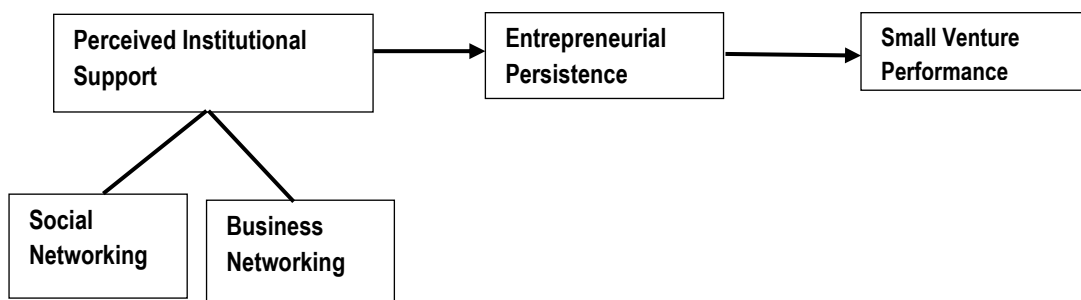 Perceived Institutional
Support
Entrepreneurial
Persistence
Small Venture
Performance
Social
Networking
Business
Networking